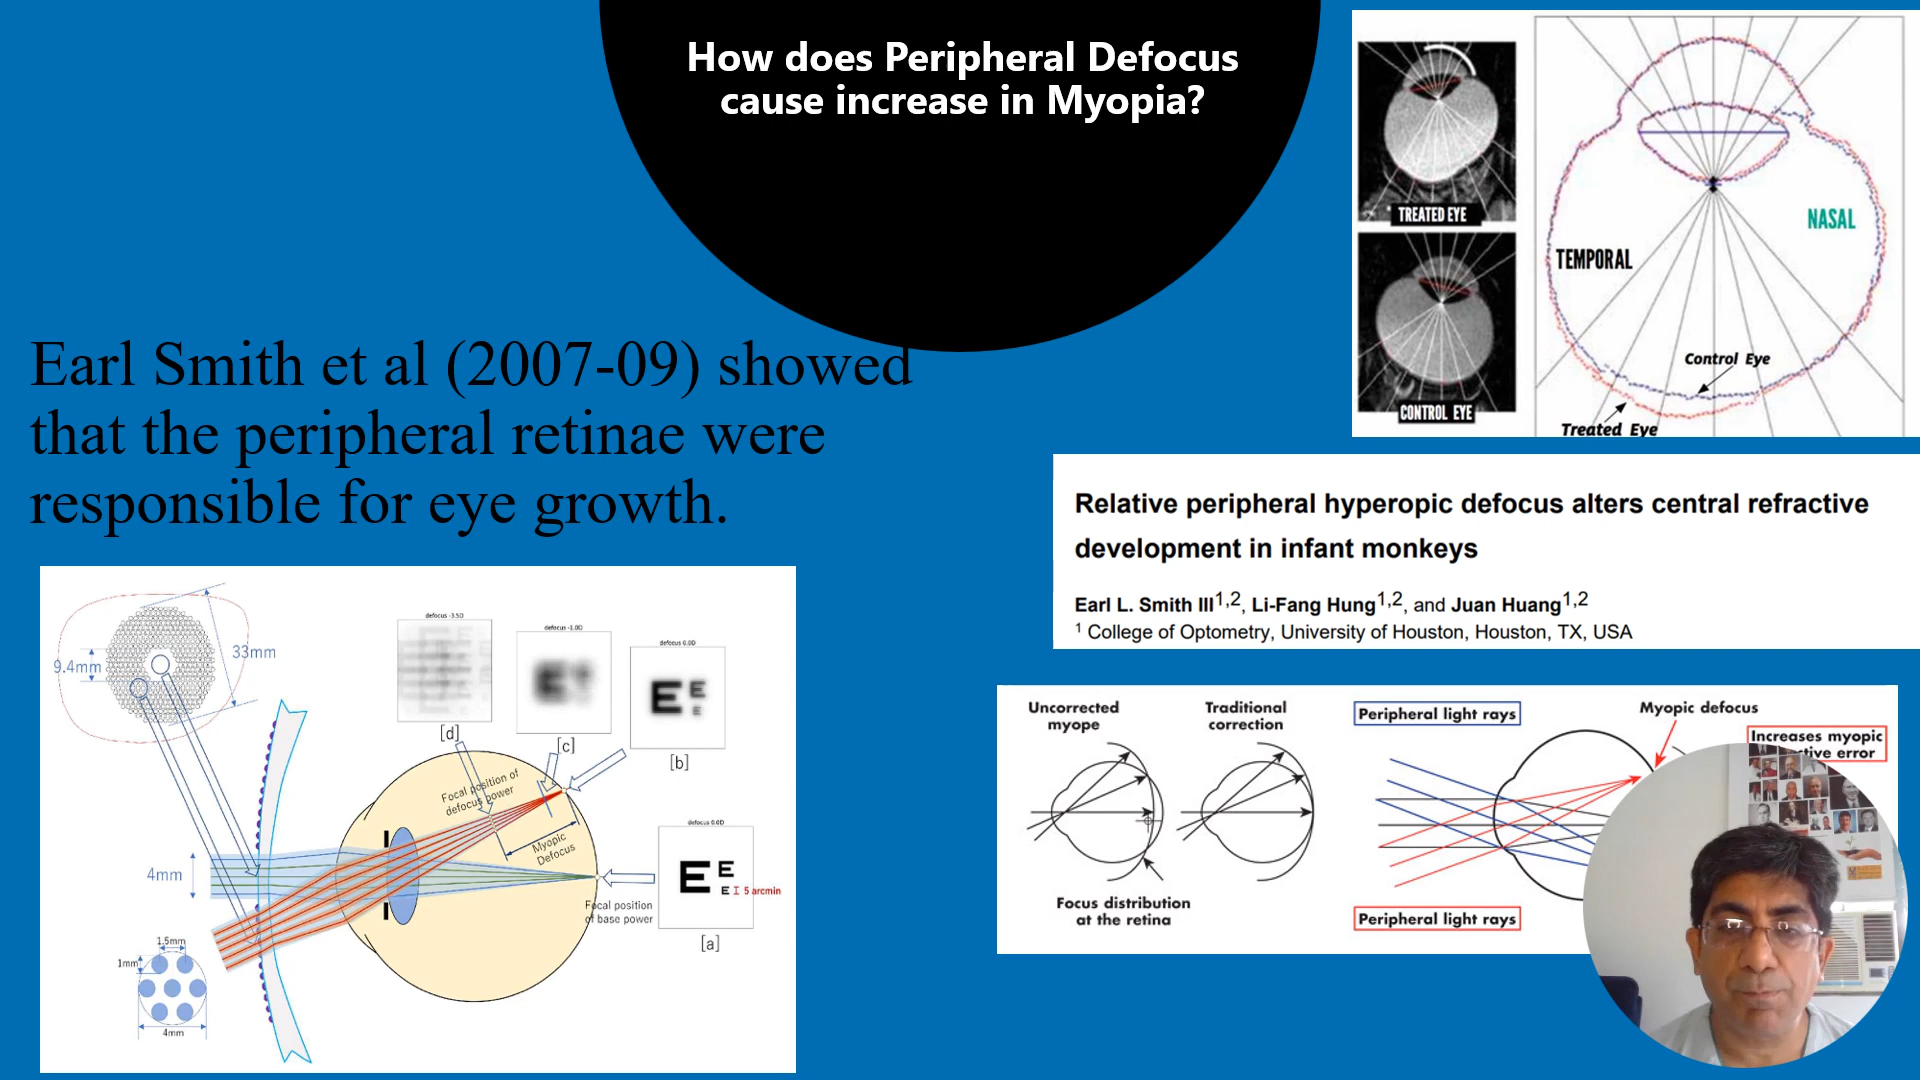 How does Peripheral Defocus
cause increase in Myopia?
TREATED EYE
CONTROL EYE
TEMPORAL
NASAL
Control Eye
Treated Eye
Earl Smith et al (2007-09) showed
that the peripheral retinae were
responsible for eye growth.
Relative peripheral hyperopic defocus alters central refractive
development in infant monkeys
Earl L. Smith III1,2, Li-Fang Hung1,2, and Juan Huang1,2
1 College of Optometry, University of Houston, Houston, TX, USA
9.4mm
33mm
defocus -3.5D
defocus -1.0D
defocus 0.0D
E E
E
[d]
[c]
[b]
Focal position of
defocus power
Myopic
Defocus
defocus 0.0D
E E
E I 5 arcmin
[a]
Focal position
of base power
4mm
1.5mm
1mm
4mm
Uncorrected
myope
Traditional
correction
Focus distribution
at the retina
Peripheral light rays
Myopic defocus
Increases myopic
error
Peripheral light rays